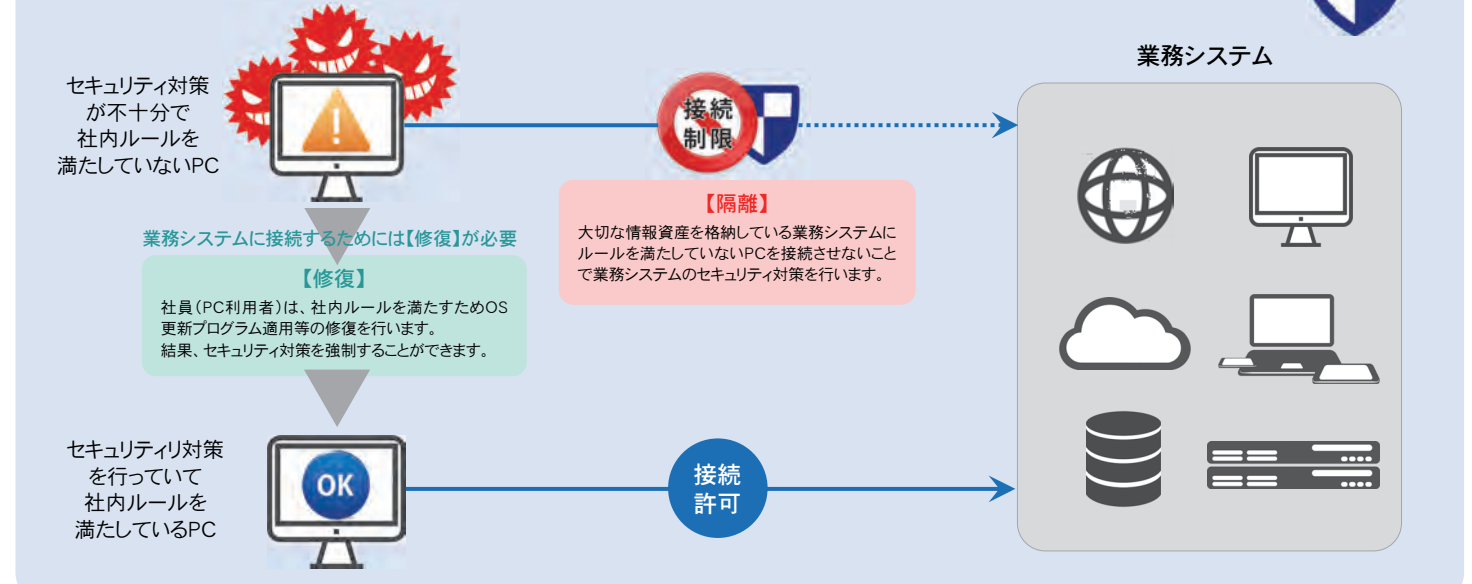 業務システム
セキュリティ対策
が不十分で
社内ルールを
満たしていないPC
接続
制限
【隔離】
大切な情報資産を格納している業務システムに
ルールを満たしていないPCを接続させないこと
で業務システムのセキュリティ対策を行います。
業務システムに接続するためには【修復】が必要
【修復】
社員(PC利用者)は、社内ルールを満たすためOS
更新プログラム適用等の修復を行います。
結果、セキュリティ対策を強制することができます。
セキュリティリ対策
を行っていて
社内ルールを
満たしているPC
OK
接続
許可